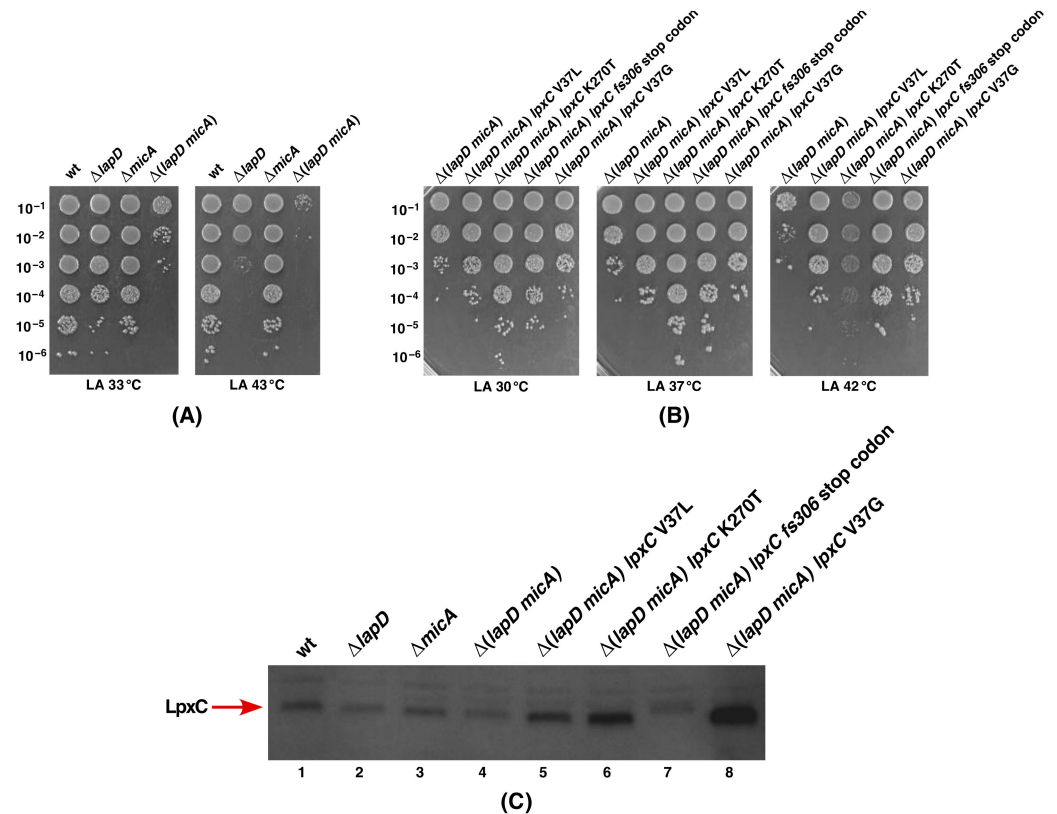 wt
ΔlapD
ΔmicA
Δ(lapD micA)
wt
ΔlapD
ΔmicA
Δ(lapD micA)
10⁻¹
10⁻²
10⁻³
10⁻⁴
10⁻⁵
10⁻⁶
LA 33 °C
LA 43 °C
(A)
Δ(lapD micA)
Δ(lapD micA) lpxC V37L
Δ(lapD micA) lpxC K270T
Δ(lapD micA) lpxC fs306 stop codon
Δ(lapD micA) lpxC V37G
Δ(lapD micA)
Δ(lapD micA) lpxC V37L
Δ(lapD micA) lpxC K270T
Δ(lapD micA) lpxC fs306 stop codon
Δ(lapD micA) lpxC V37G
Δ(lapD micA)
Δ(lapD micA) lpxC V37L
Δ(lapD micA) lpxC K270T
Δ(lapD micA) lpxC fs306 stop codon
Δ(lapD micA) lpxC V37G
10⁻¹
10⁻²
10⁻³
10⁻⁴
10⁻⁵
10⁻⁶
LA 30 °C
LA 37 °C
LA 42 °C
(B)
wt
ΔlapD
ΔmicA
Δ(lapD micA)
Δ(lapD micA) lpxC V37L
Δ(lapD micA) lpxC K270T
Δ(lapD micA) lpxC fs306 stop codon
Δ(lapD micA) lpxC V37G
LpxC
1 2 3 4 5 6 7 8
(C)